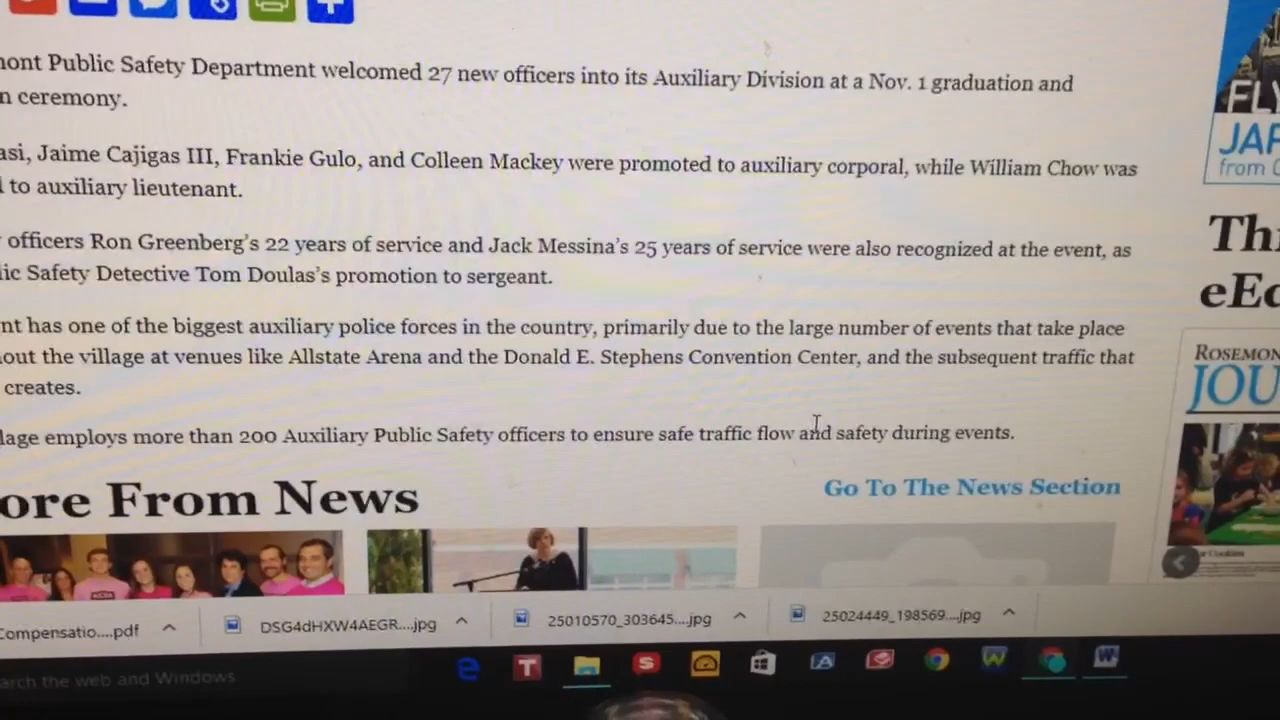 ont Public Safety Department welcomed 27 new officers into its Auxiliary Division at a Nov. 1 graduation and
n ceremony.
asi, Jaime Cajigas III, Frankie Gulo, and Colleen Mackey were promoted to auxiliary corporal, while William Chow was
to auxiliary lieutenant.
officers Ron Greenberg's 22 years of service and Jack Messina's 25 years of service were also recognized at the event, as
lic Safety Detective Tom Doulas's promotion to sergeant.
nt has one of the biggest auxiliary police forces in the country, primarily due to the large number of events that take place
out the village at venues like Allstate Arena and the Donald E. Stephens Convention Center, and the subsequent traffic that
creates.
lage employs more than 200 Auxiliary Public Safety officers to ensure safe traffic flow and safety during events.
ore From News
Go To The News Section
FLY
JAP
from
Thi
eEd
ROSEMON
JOU
Compensatio....pdf
DSG4dHXW4AEGR....jpg
25010570_303645....jpg
25024449_198569....jpg
arch the web and Windows